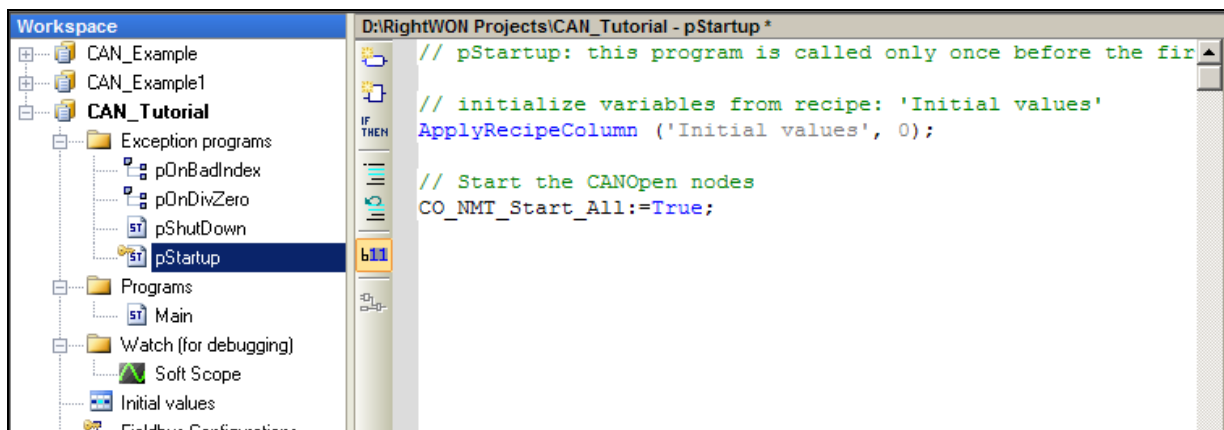 Workspace
CAN_Example
CAN_Example1
CAN_Tutorial
Exception programs
pOnBadIndex
pOnDivZero
pShutDown
pStartup
Programs
Main
Watch (for debugging)
Soft Scope
Initial values
Fieldbus Configurations
D:\RightWON Projects\CAN_Tutorial - pStartup *
IF
THEN
// pStartup: this program is called only once before the fir
// initialize variables from recipe: 'Initial values'
ApplyRecipeColumn ('Initial values', 0);
// Start the CANOpen nodes
CO_NMT_Start_All:=True;